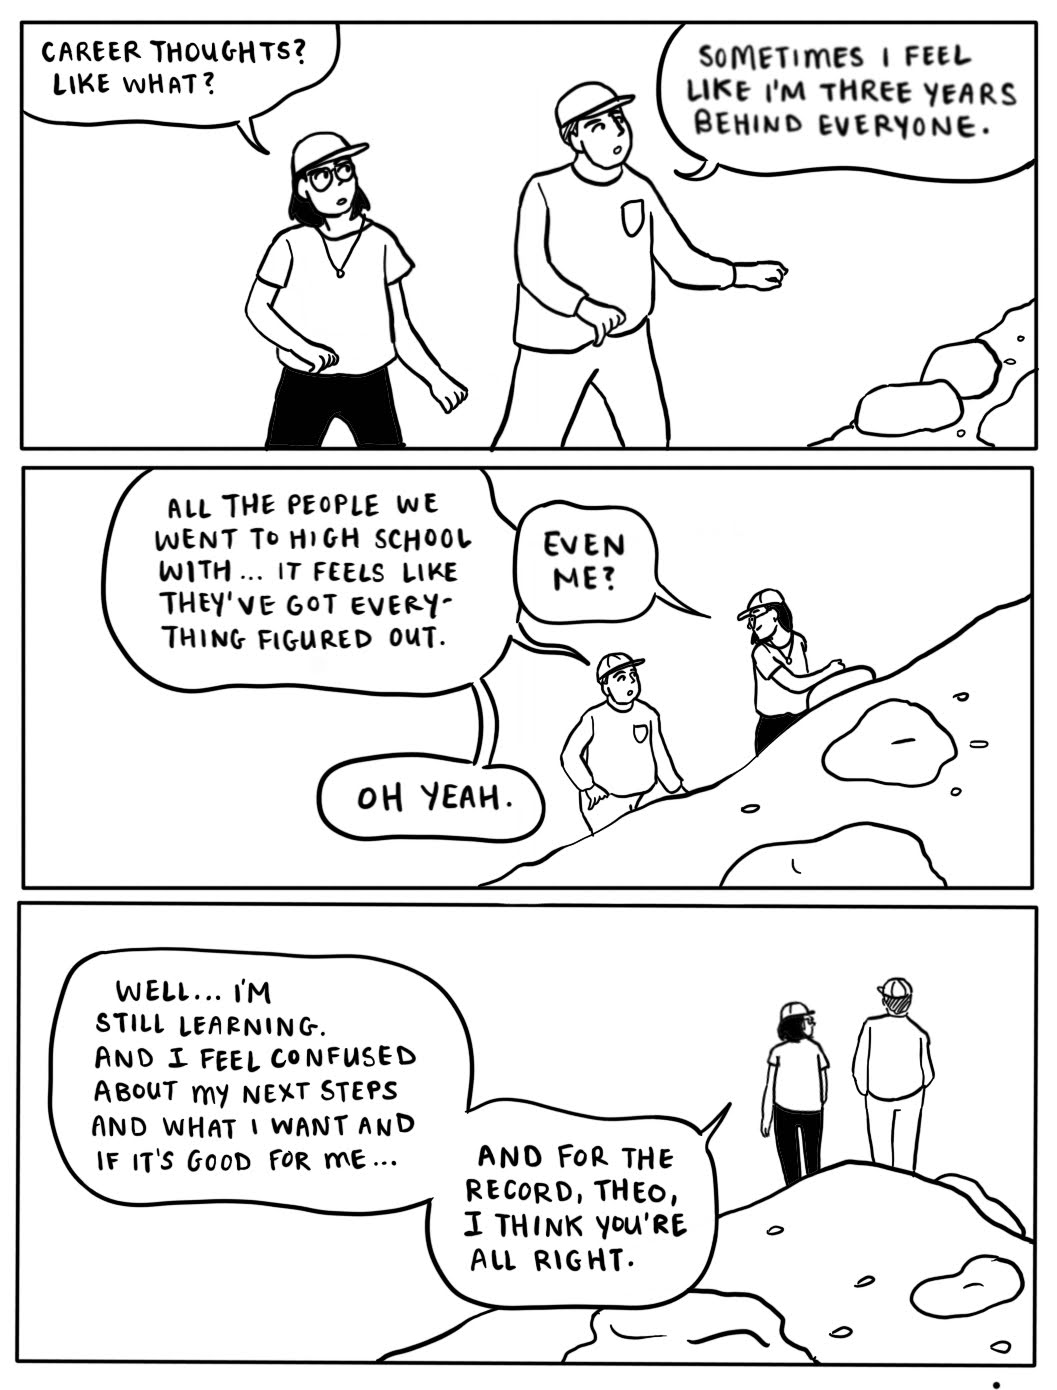 CAREER THOUGHTS?
LIKE WHAT?
SOMETIMES I FEEL
LIKE I'M THREE YEARS
BEHIND EVERYONE.
ALL THE PEOPLE WE
WENT TO HIGH SCHOOL
WITH... IT FEELS LIKE
THEY'VE GOT EVERY-
THING FIGURED OUT.
EVEN
ME?
OH YEAH.
WELL... I'M
STILL LEARNING.
AND I FEEL CONFUSED
ABOUT MY NEXT STEPS
AND WHAT I WANT AND
IF IT'S GOOD FOR ME...
AND FOR THE
RECORD, THEO,
I THINK YOU'RE
ALL RIGHT.